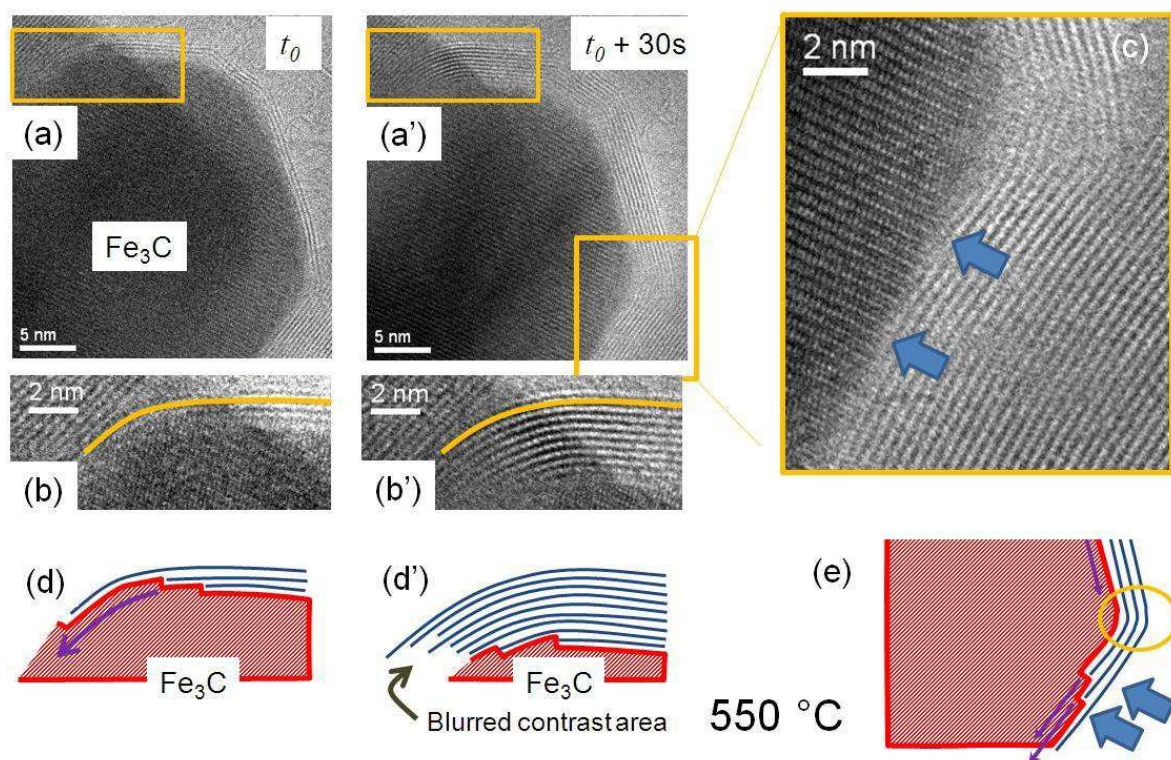 t₀
t₀ + 30s
2 nm
(c)
(a)
(a')
Fe₃C
5 nm
5 nm
2 nm
2 nm
(b)
(b')
(d)
(d')
(e)
Fe₃C
Fe₃C
Blurred contrast area
550 °C